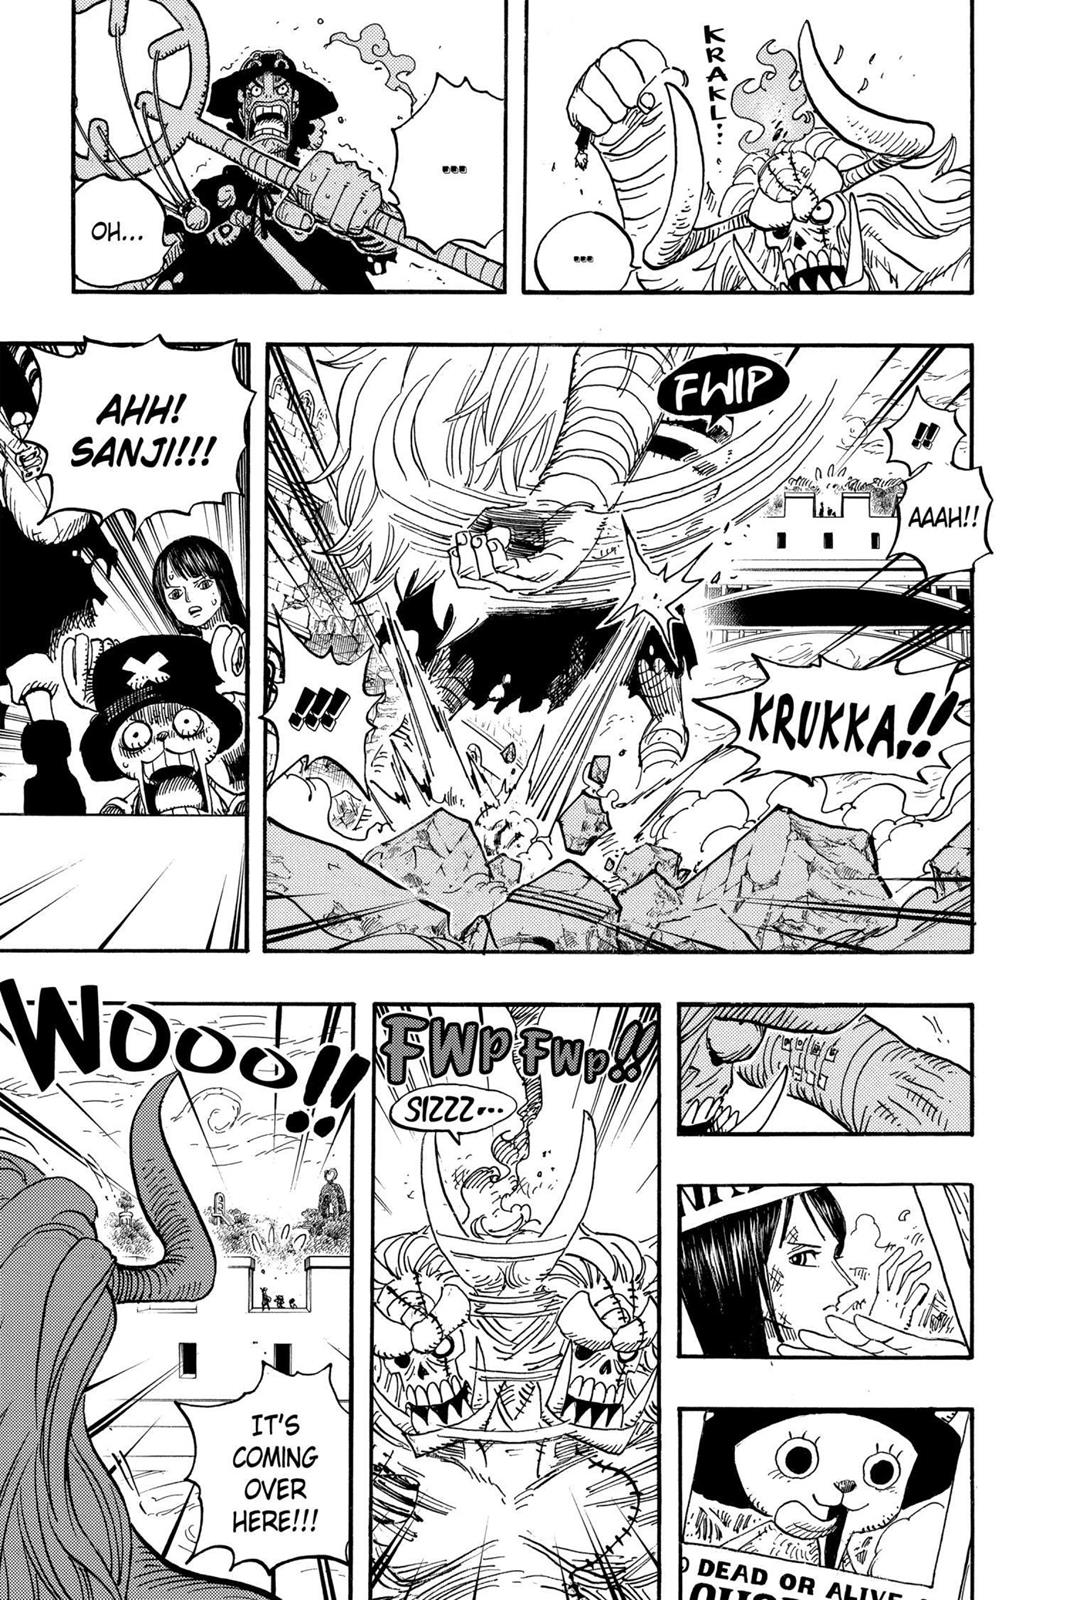 KRAKL...
...
...
OH...
FWIP
!!
AAAH!!
KRUKKA!!
!!!
AHH!
SANJI!!!
DEAD OR ALIVE
FWP FWP!!
SIZZZ...
WOOO!!
IT'S
COMING
OVER
HERE!!!